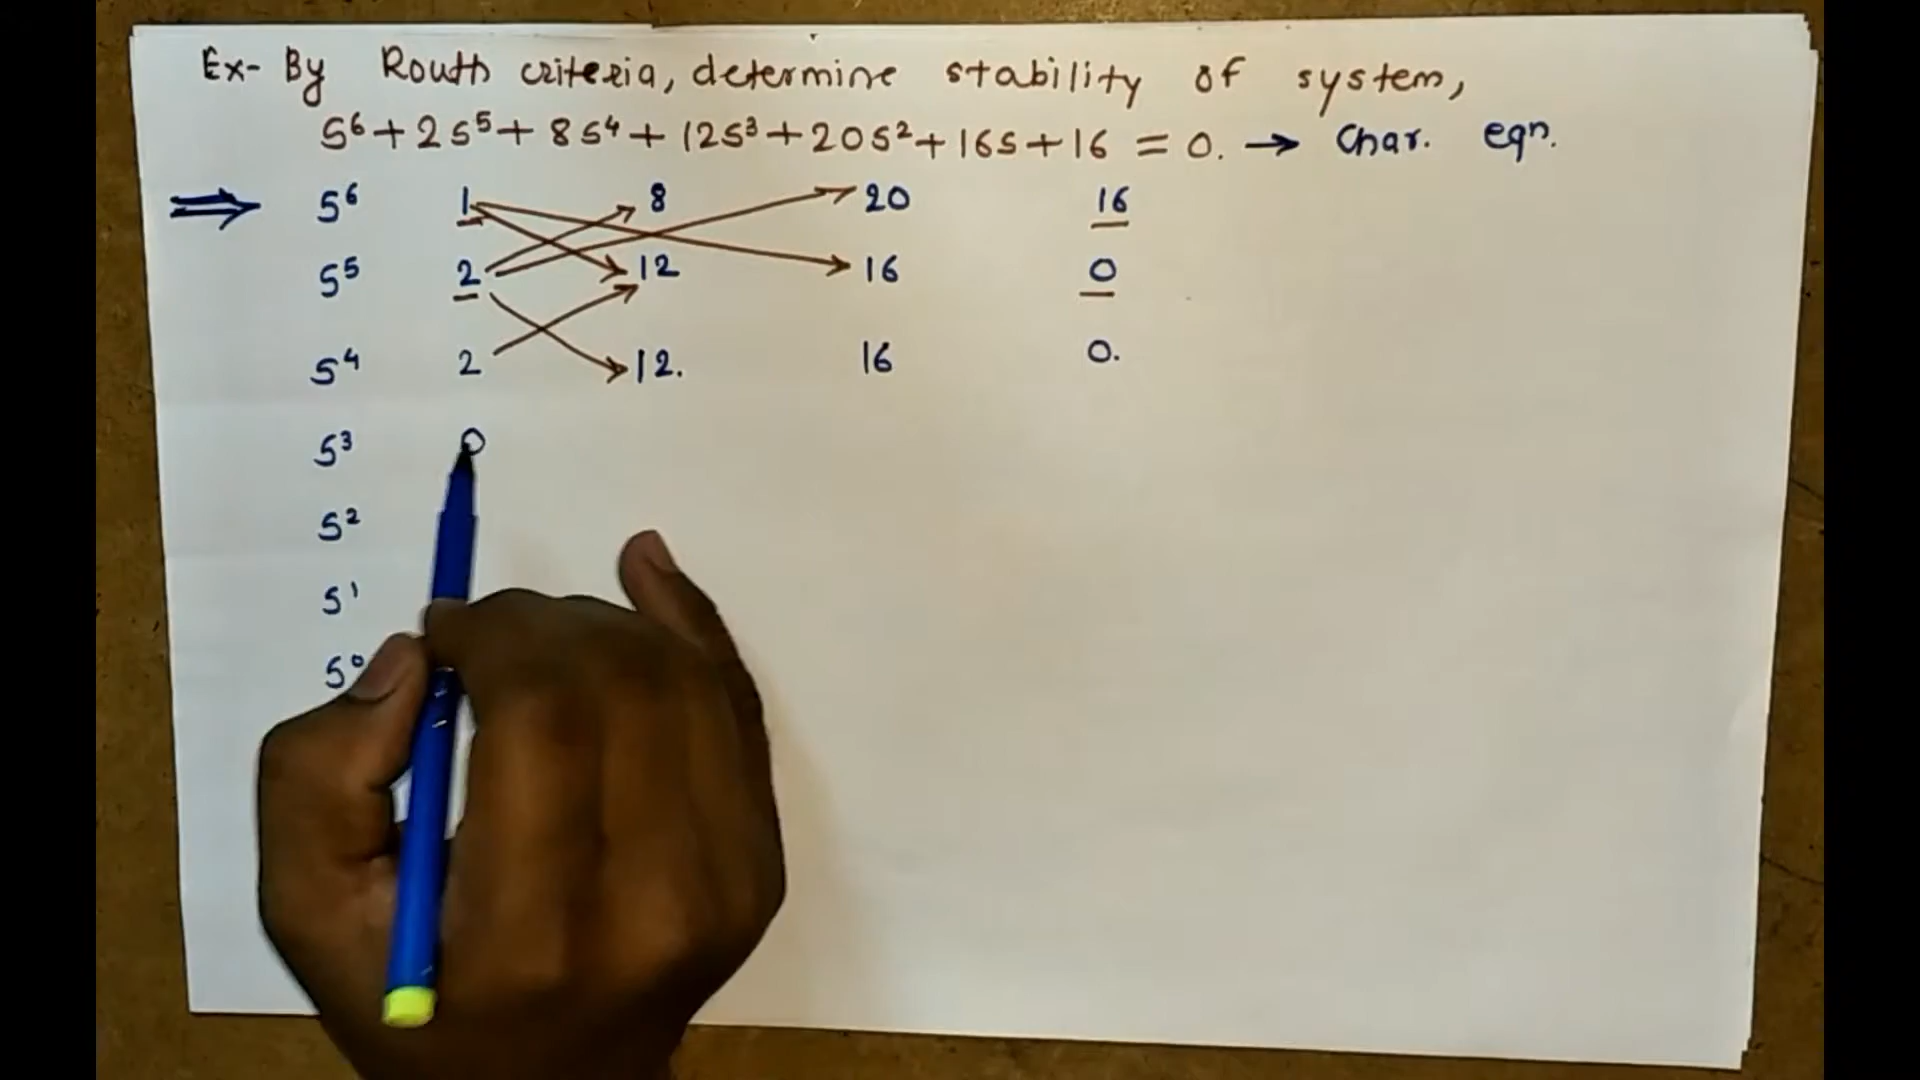 Ex- By Routh criteria, determine stability of system,
S⁶+2S⁵+8S⁴+12S³+20S²+16S+16 = 0. → Char. eqn.
⇒ S⁶ 1 8 20 16
S⁵ 2 12 16 0
S⁴ 2 12. 16 0.
S³ 0
S²
S¹
S⁰